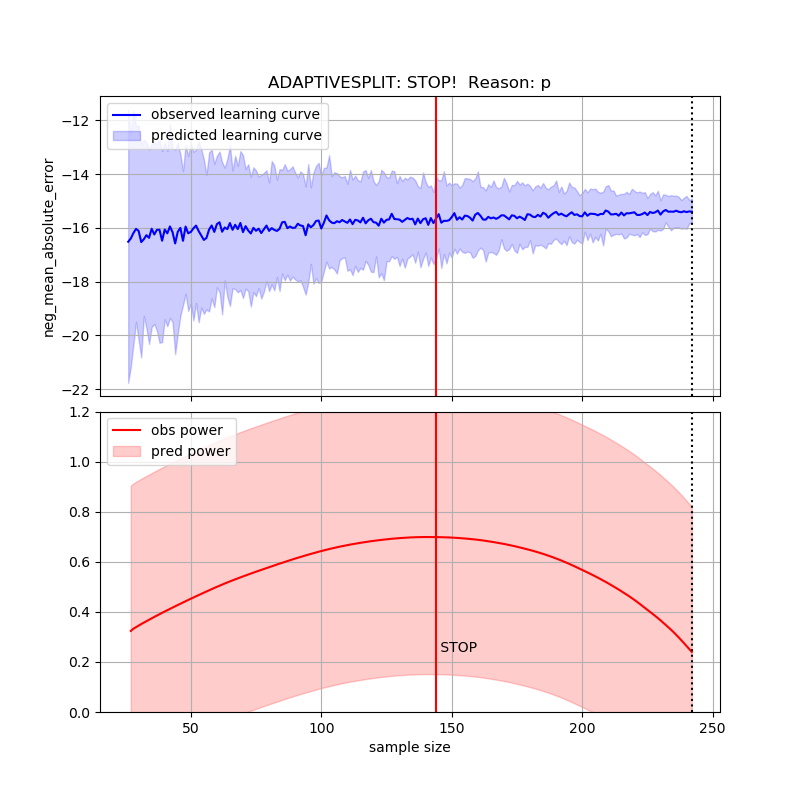 ADAPTIVESPLIT: STOP!  Reason: p
observed learning curve
predicted learning curve
neg_mean_absolute_error
−12
−14
−16
−18
−20
−22
obs power
pred power
1.2
1.0
0.8
0.6
0.4
0.2
0.0
STOP
50
100
150
200
250
sample size